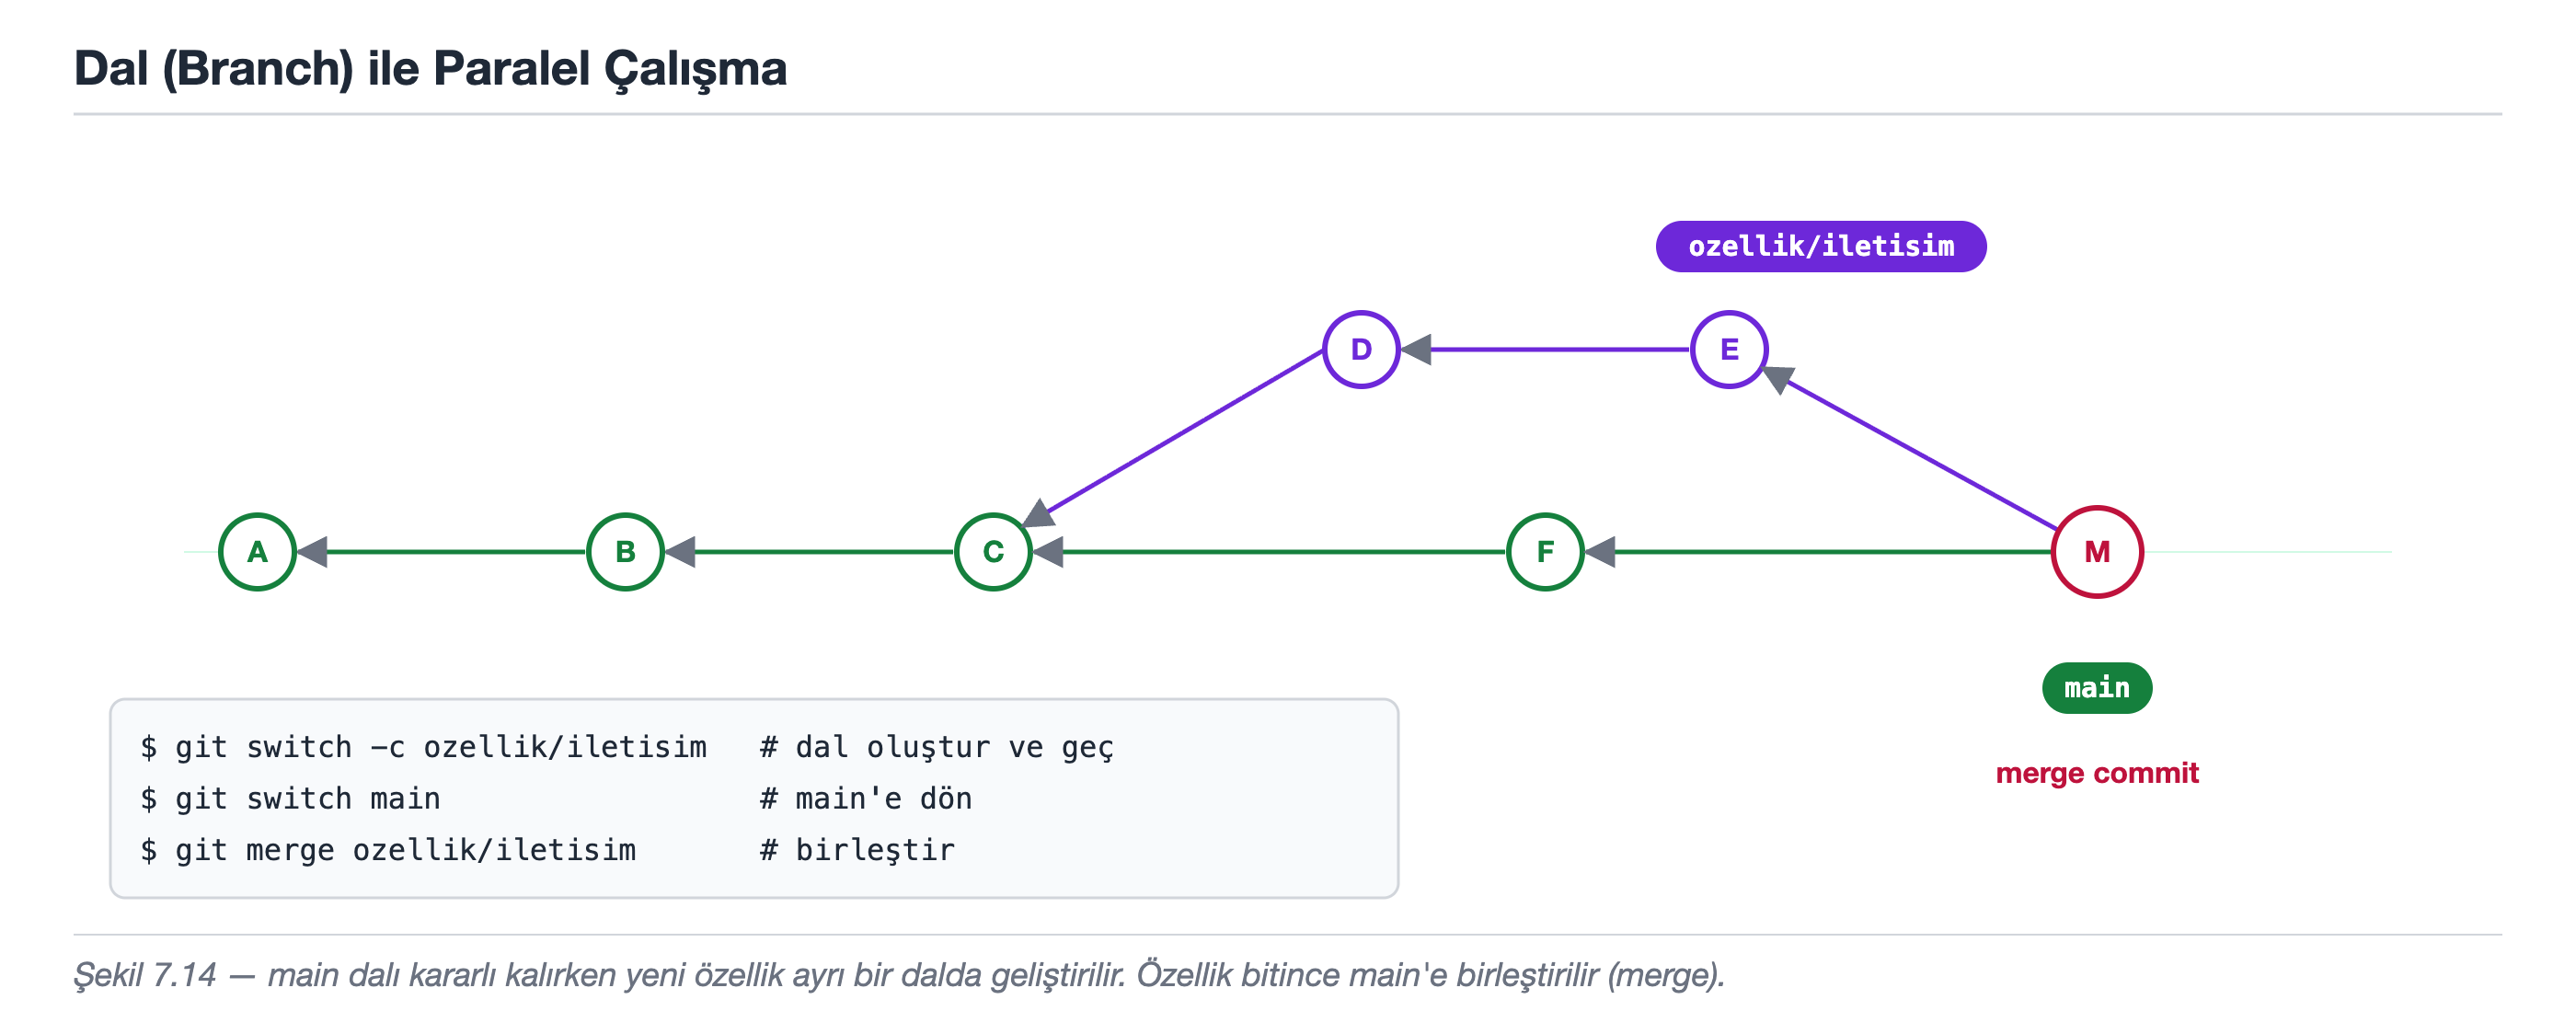 Dal (Branch) ile Paralel Çalışma
ozellik/iletisim
D
E
A
B
C
F
M
main
merge commit
$ git switch -c ozellik/iletisim   # dal oluştur ve geç
$ git switch main                  # main'e dön
$ git merge ozellik/iletisim       # birleştir
Şekil 7.14 — main dalı kararlı kalırken yeni özellik ayrı bir dalda geliştirilir. Özellik bitince main'e birleştirilir (merge).